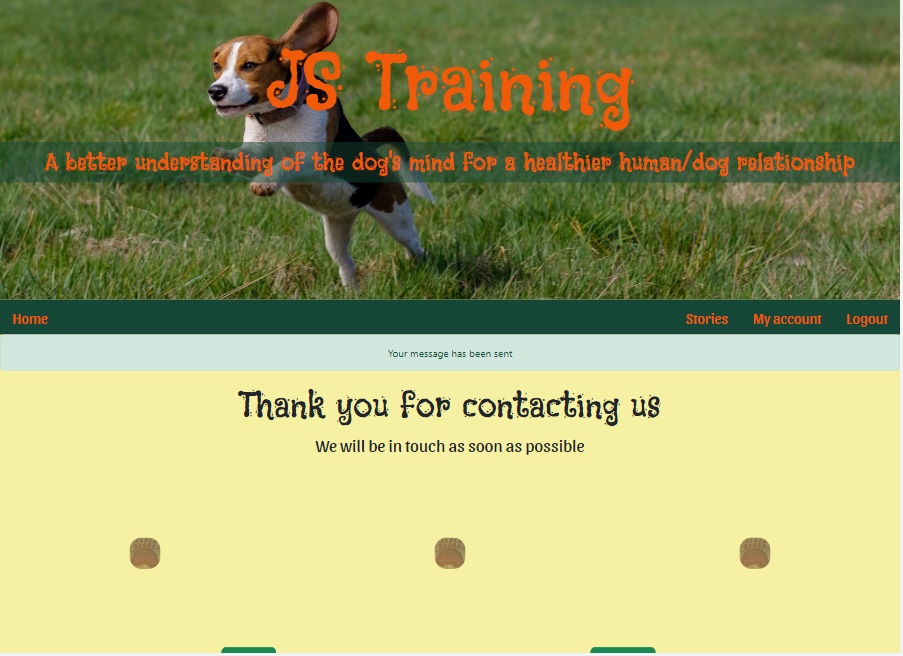 JS Training
A better understanding of the dog's mind for a healthier human/dog relationship
Home Stories My account Logout
Your message has been sent
Thank you for contacting us
We will be in touch as soon as possible